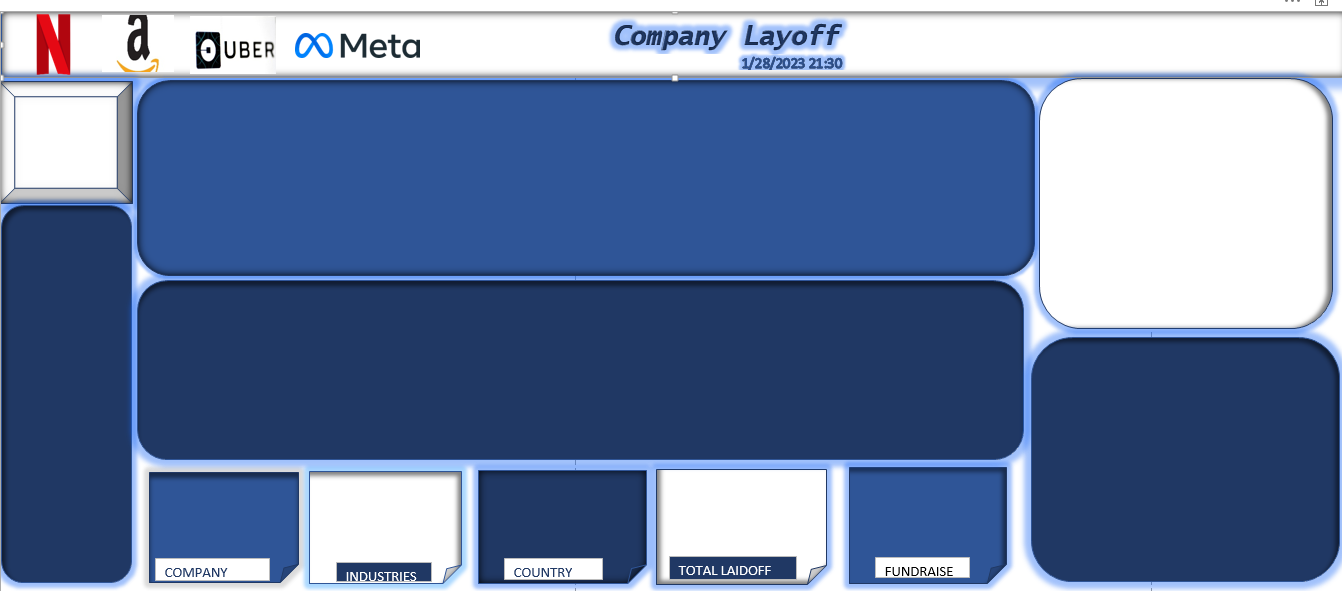 N
a
UBER
Meta
Company Layoff
1/28/2023 21:30
COMPANY
INDUSTRIES
COUNTRY
TOTAL LAIDOFF
FUNDRAISE